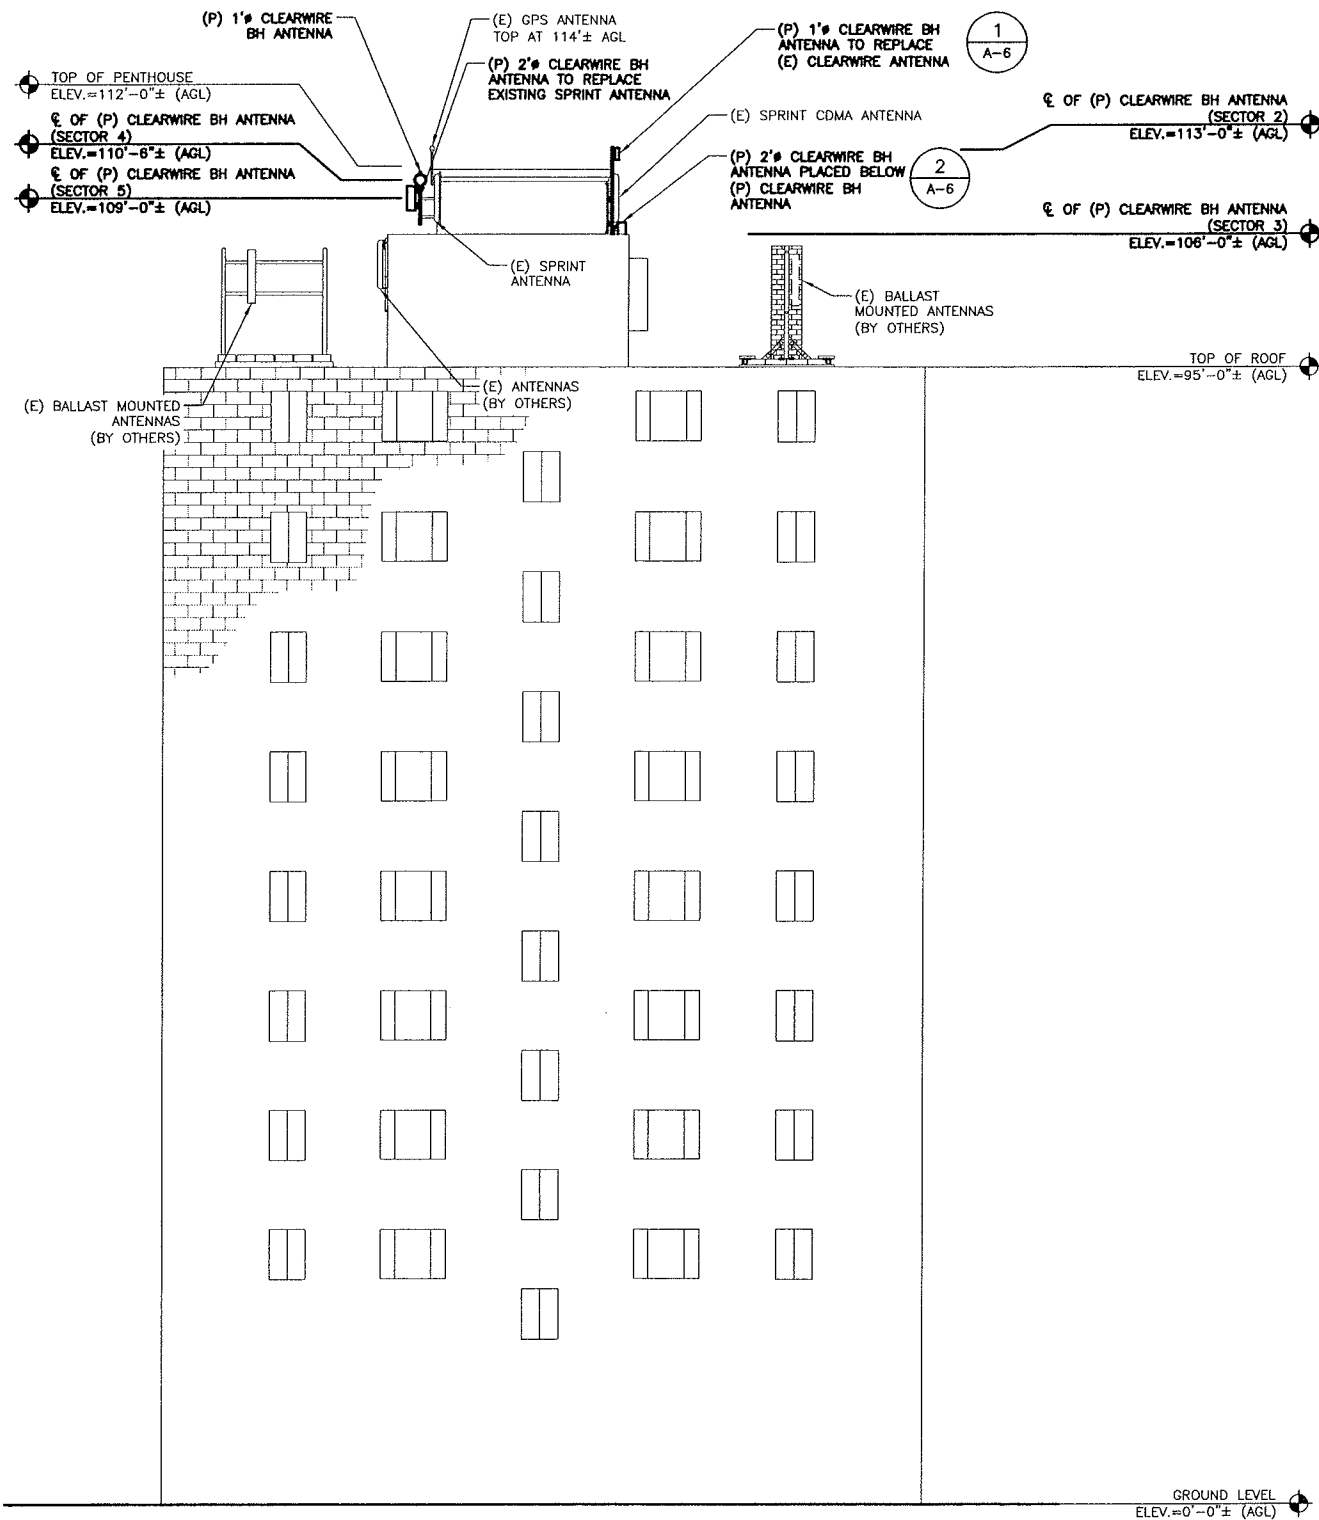 (P) 1'ø CLEARWIRE
BH ANTENNA
(E) GPS ANTENNA
TOP AT 114'± AGL
(P) 2'ø CLEARWIRE BH
ANTENNA TO REPLACE
EXISTING SPRINT ANTENNA
(P) 1'ø CLEARWIRE BH
ANTENNA TO REPLACE
(E) CLEARWIRE ANTENNA
1
A-6
TOP OF PENTHOUSE
ELEV.=112'-0"± (AGL)
℄ OF (P) CLEARWIRE BH ANTENNA
(SECTOR 4)
ELEV.=110'-6"± (AGL)
℄ OF (P) CLEARWIRE BH ANTENNA
(SECTOR 5)
ELEV.=109'-0"± (AGL)
(E) SPRINT CDMA ANTENNA
(P) 2'ø CLEARWIRE BH
ANTENNA PLACED BELOW
(P) CLEARWIRE BH
ANTENNA
2
A-6
℄ OF (P) CLEARWIRE BH ANTENNA
(SECTOR 2)
ELEV.=113'-0"± (AGL)
℄ OF (P) CLEARWIRE BH ANTENNA
(SECTOR 3)
ELEV.=106'-0"± (AGL)
(E) SPRINT
ANTENNA
(E) BALLAST
MOUNTED ANTENNAS
(BY OTHERS)
TOP OF ROOF
ELEV.=95'-0"± (AGL)
(E) BALLAST MOUNTED
ANTENNAS
(BY OTHERS)
(E) ANTENNAS
(BY OTHERS)
GROUND LEVEL
ELEV.=0'-0"± (AGL)